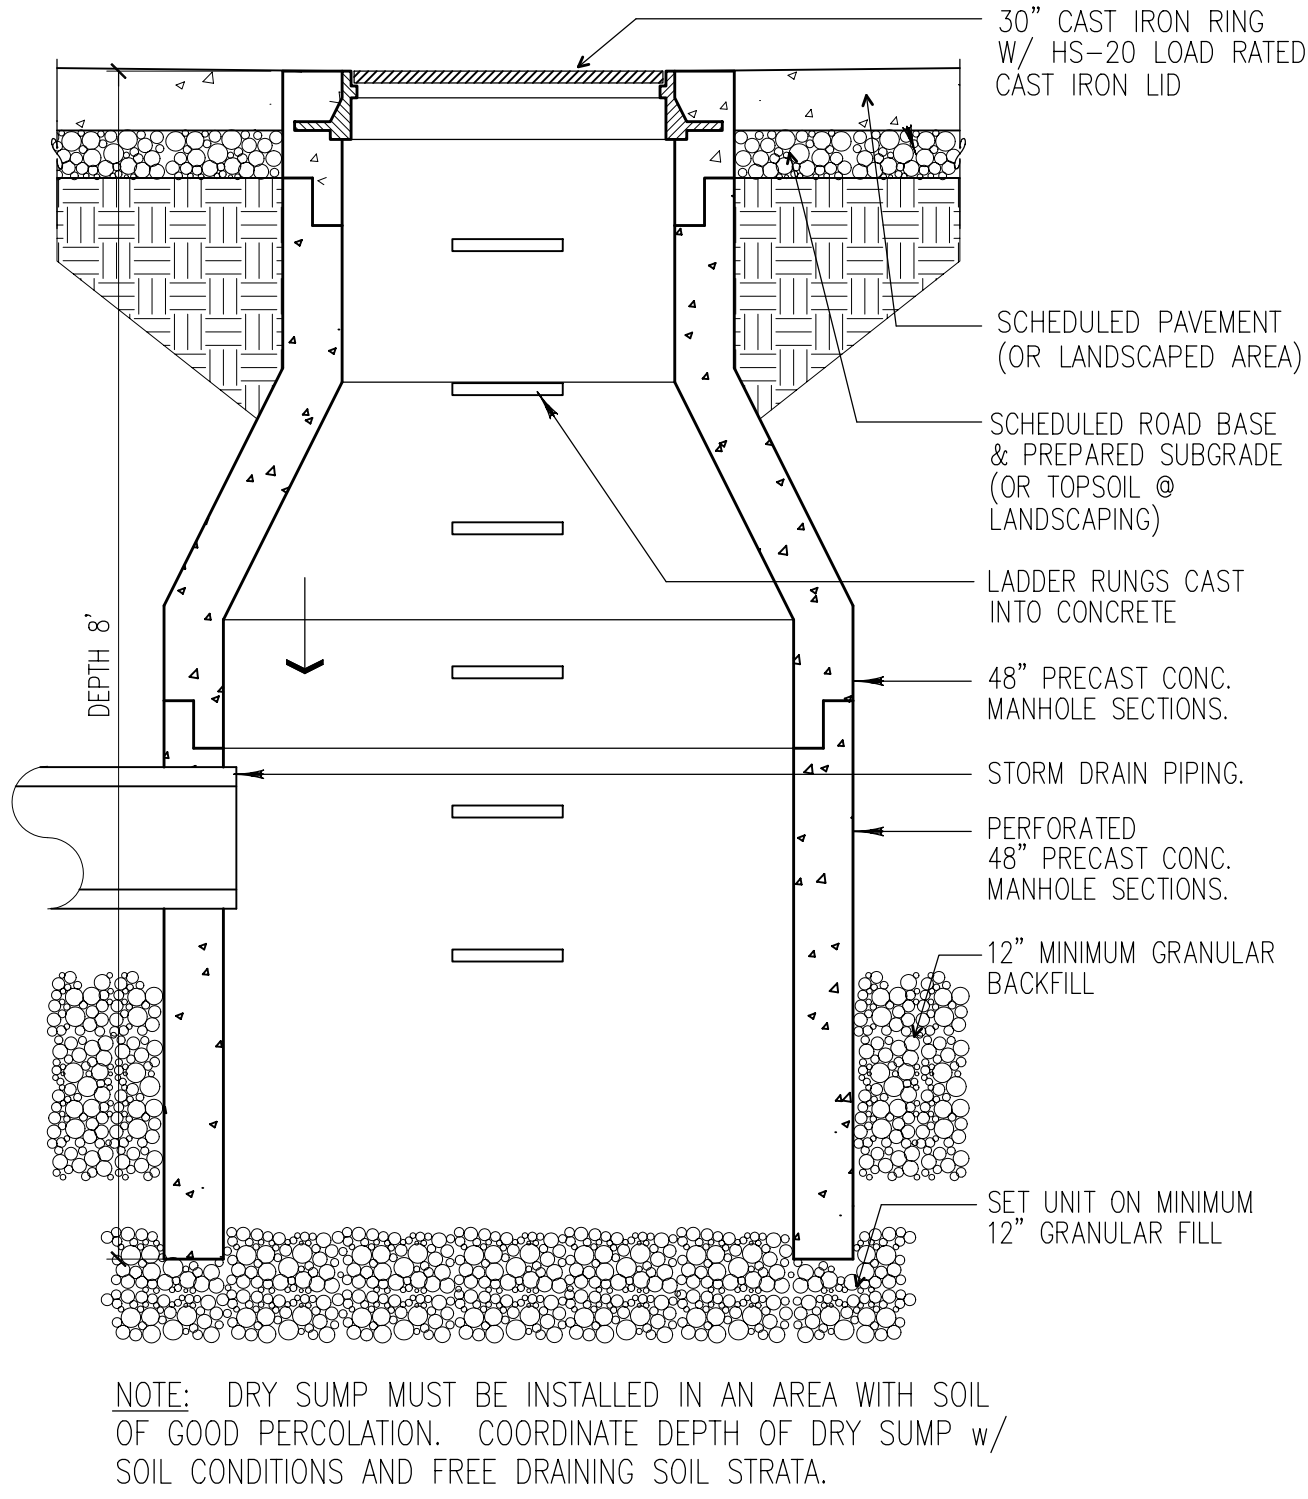 30” CAST IRON RING
W/ HS-20 LOAD RATED
CAST IRON LID
SCHEDULED PAVEMENT
(OR LANDSCAPED AREA)
SCHEDULED ROAD BASE
& PREPARED SUBGRADE
(OR TOPSOIL @
LANDSCAPING)
LADDER RUNGS CAST
INTO CONCRETE
DEPTH 8'
48” PRECAST CONC.
MANHOLE SECTIONS.
STORM DRAIN PIPING.
PERFORATED
48” PRECAST CONC.
MANHOLE SECTIONS.
12” MINIMUM GRANULAR
BACKFILL
SET UNIT ON MINIMUM
12” GRANULAR FILL
NOTE: DRY SUMP MUST BE INSTALLED IN AN AREA WITH SOIL
OF GOOD PERCOLATION. COORDINATE DEPTH OF DRY SUMP w/
SOIL CONDITIONS AND FREE DRAINING SOIL STRATA.